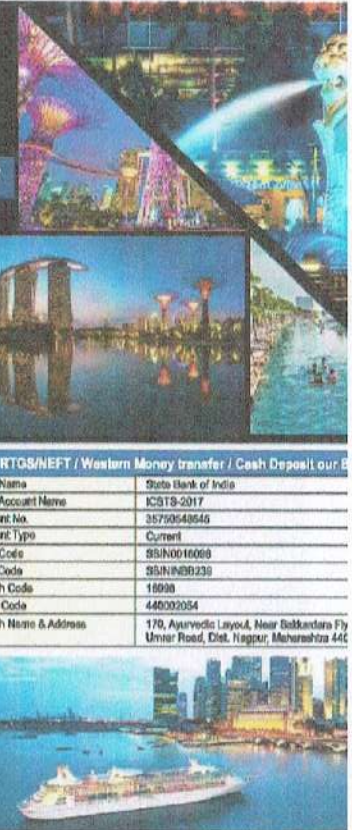 RTGS/NEFT / Western Money transfer / Cash Deposit our B
Name State Bank of India
Account Name ICSTS-2017
nt No. 35750548545
nt Type Current
Code SBIN0016098
Code SBININBB239
h Code 16098
Code 440002054
h Name & Address 170, Ayurvedic Layout, Near Sakkardara Fly
Umrer Road, Dist. Nagpur, Maharashtra 440